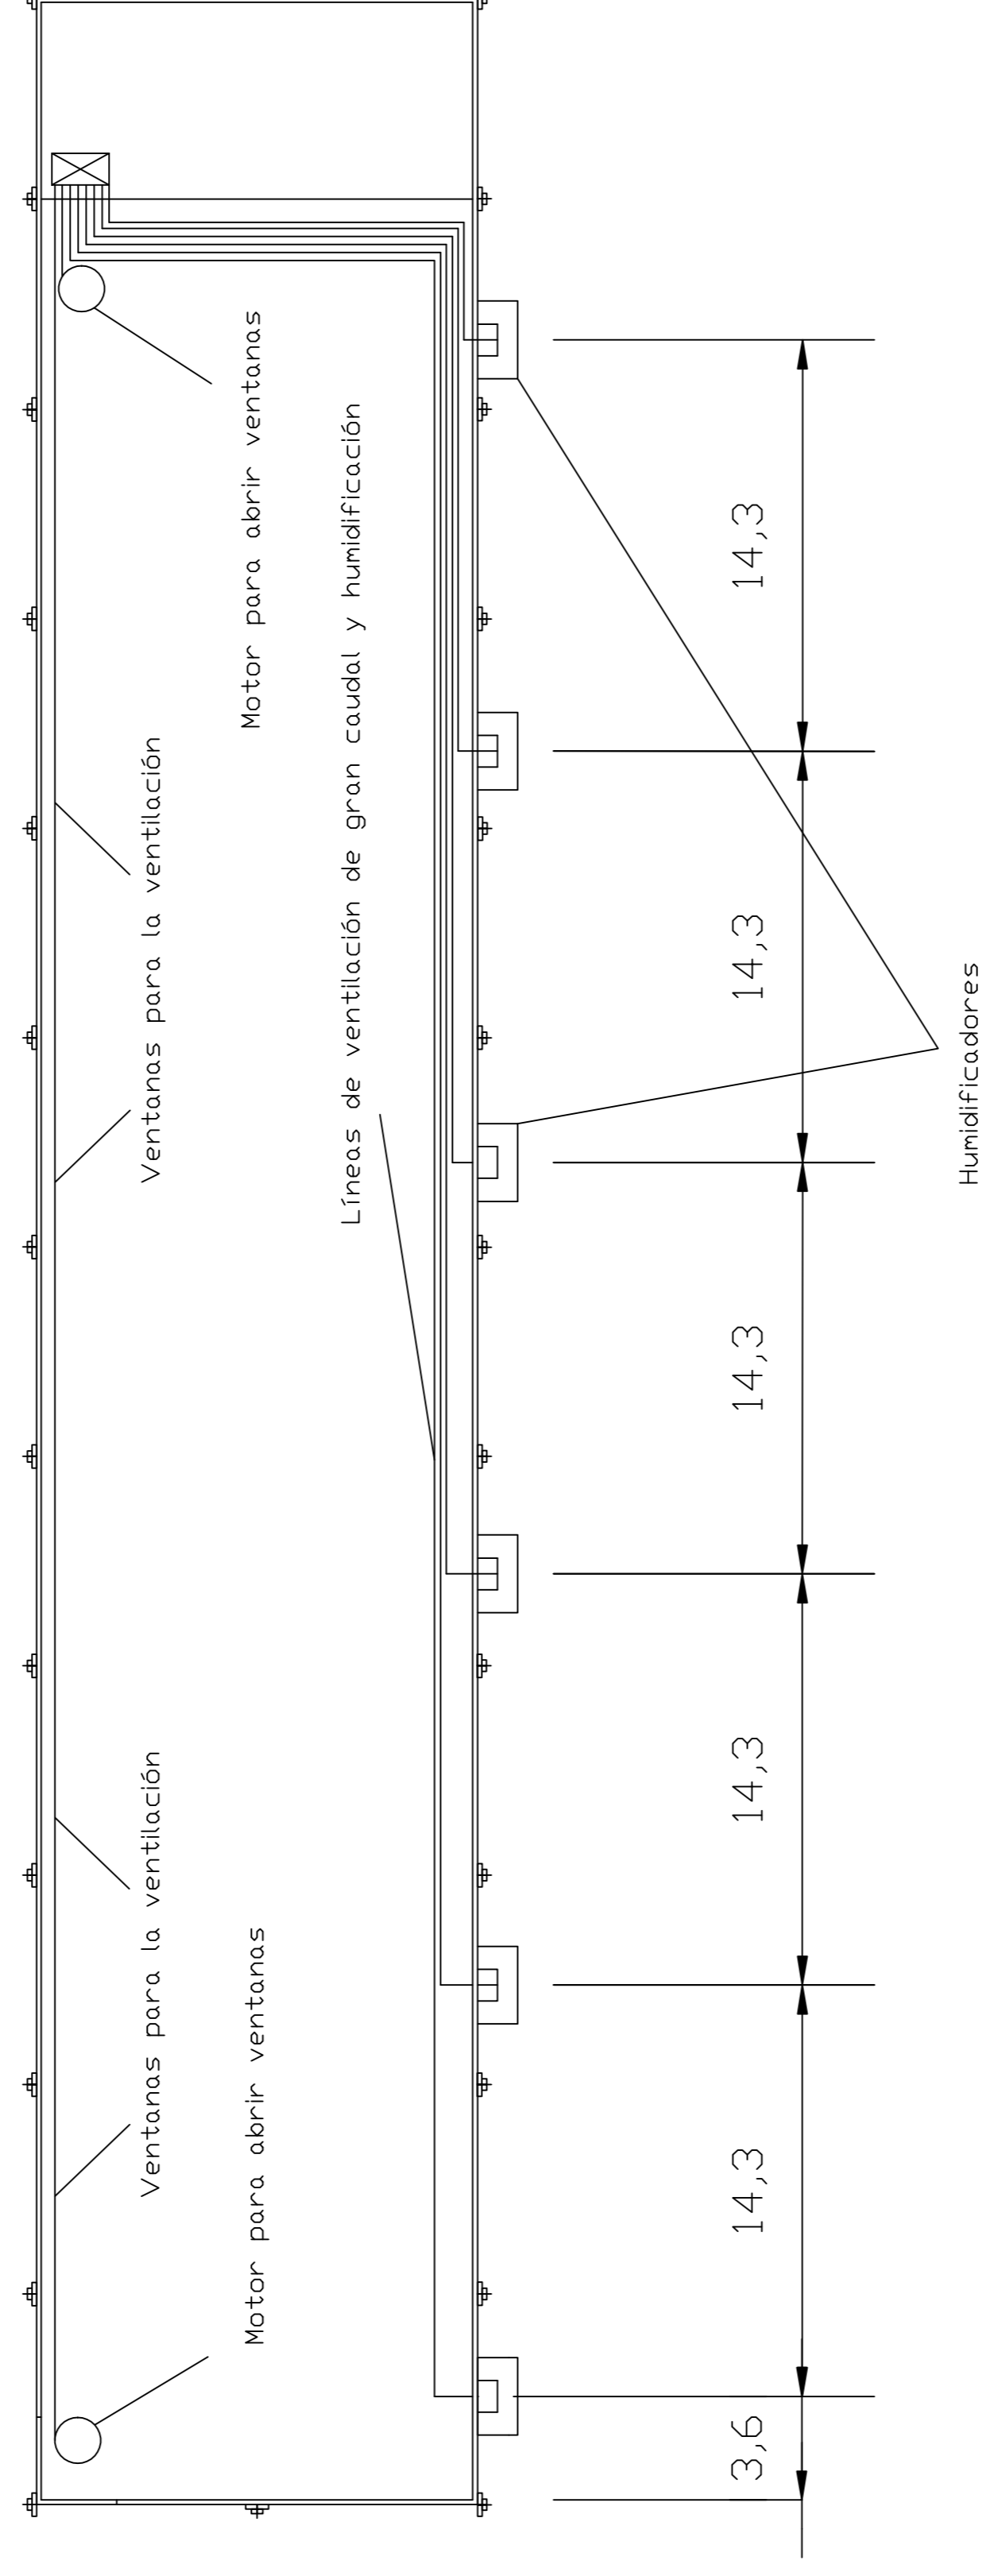 Motor para abrir ventanas
Ventanas para la ventilación
Líneas de ventilación de gran caudal y humidificación
Ventanas para la ventilación
Motor para abrir ventanas
3,6
14,3
14,3
14,3
14,3
14,3
Humidificadores